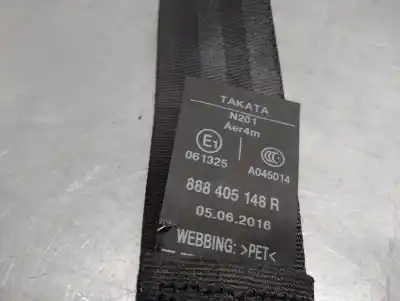 TAKATA
N201
Aer4m
E1
061325
A045014
868 405 148 R
05.06.2016
WEBBING: >PET<